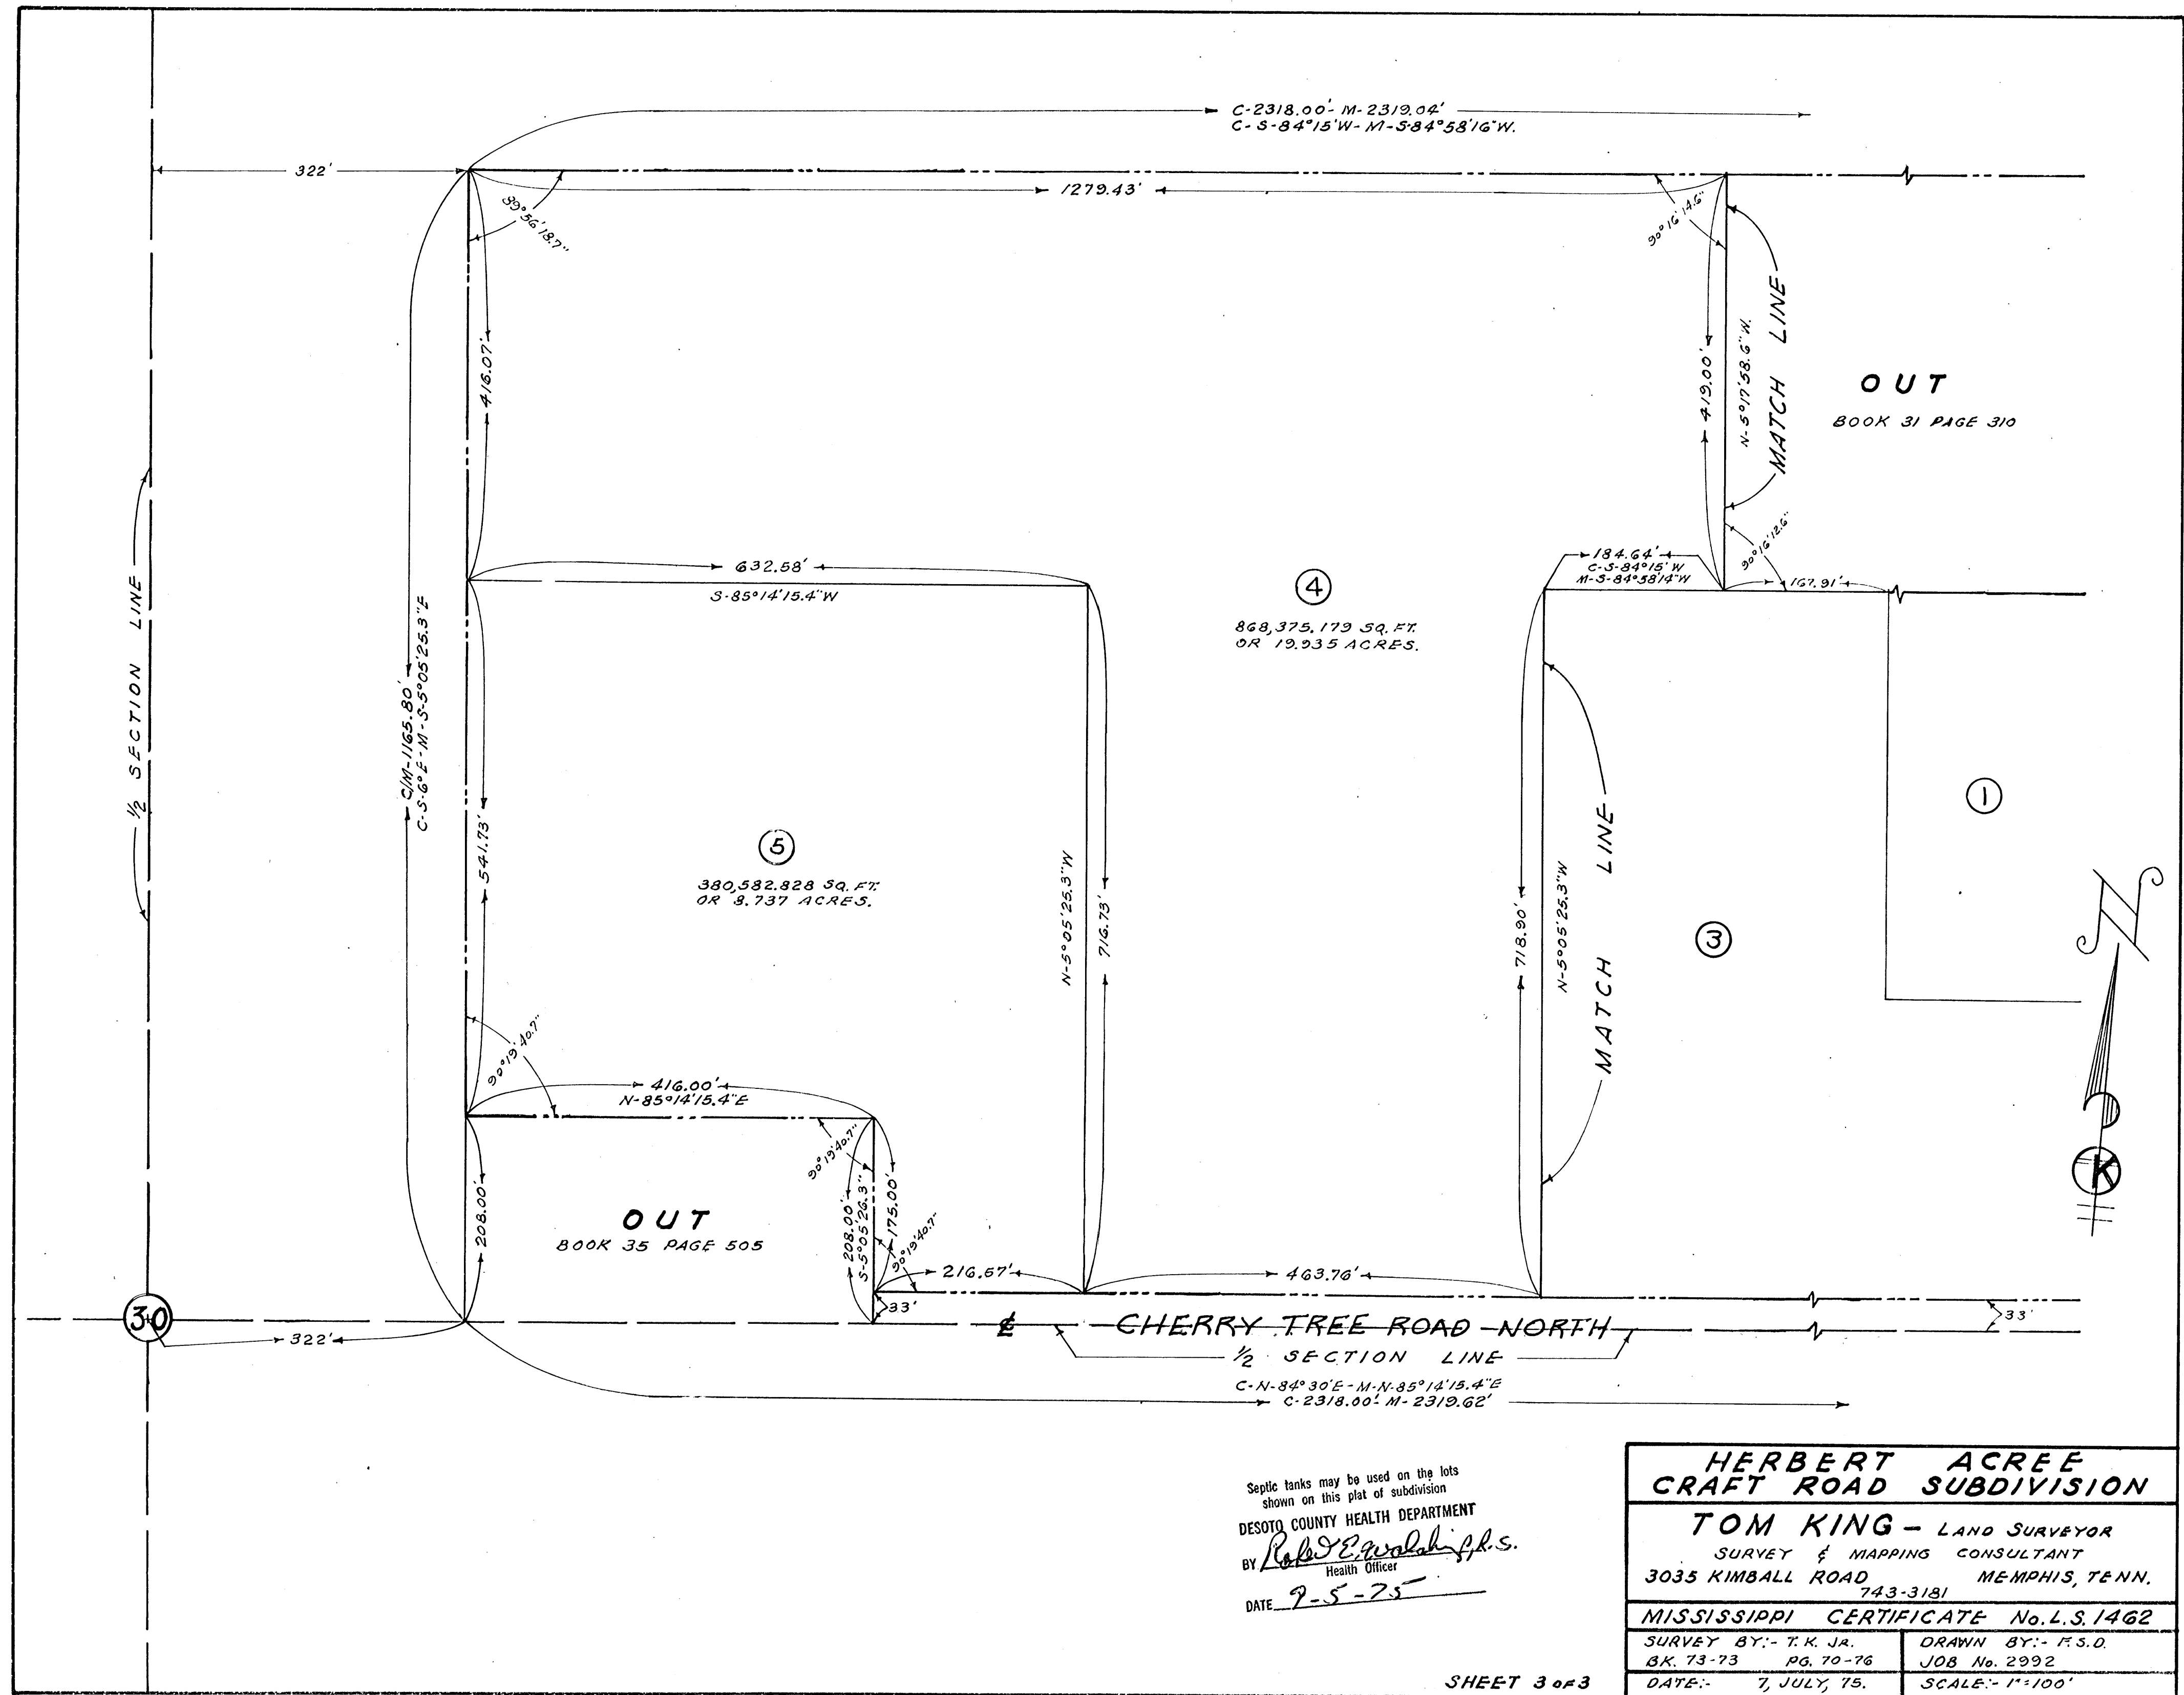 C-2318.00'- M-2319.04'
C-S-84°15'W-M-S-84°58'16"W.
322'
1279.43'
89°56'18.7"
90°16'14.6"
416.07'
419.00'
N-5°17'58.6"W.
MATCH LINE
OUT
BOOK 31 PAGE 310
90°16'12.6"
184.64'
C-S-84°15'W
M-S-84°58'14"W
167.91'
632.58'
S-85°14'15.4"W
4
868,375.179 SQ. FT.
OR 19.935 ACRES.
1/2 SECTION LINE
C/M-1165.80'
C-S-6°E-M-S-5°05'25.3"E
541.73'
5
380,582.828 SQ. FT.
OR 8.737 ACRES.
N-5°05'25.3"W
716.73'
718.90'
N-5°05'25.3"W
MATCH LINE
3
1
N
K
90°19'40.7"
416.00'
N-85°14'15.4"E
90°19'40.7"
208.00'
OUT
BOOK 35 PAGE 505
208.00'
S-5°05'26.3"
175.00'
90°19'40.7"
216.57'
463.76'
33'
33'
30
322'
℄ CHERRY TREE ROAD-NORTH
1/2 SECTION LINE
C-N-84°30'E-M-N-85°14'15.4"E
C-2318.00'- M-2319.62'
Septic tanks may be used on the lots
shown on this plat of subdivision
DESOTO COUNTY HEALTH DEPARTMENT
BY R.S.
Health Officer
DATE 9-5-75
SHEET 3 OF 3
HERBERT ACREE
CRAFT ROAD SUBDIVISION
TOM KING - LAND SURVEYOR
SURVEY & MAPPING CONSULTANT
3035 KIMBALL ROAD MEMPHIS, TENN.
743-3181
MISSISSIPPI CERTIFICATE No. L.S. 1462
SURVEY BY:- T.K. JR.
BK. 73-73 PG. 70-76
DRAWN BY:- F.S.D.
JOB No. 2992
DATE:- 7, JULY, 75.
SCALE:- 1"=100'